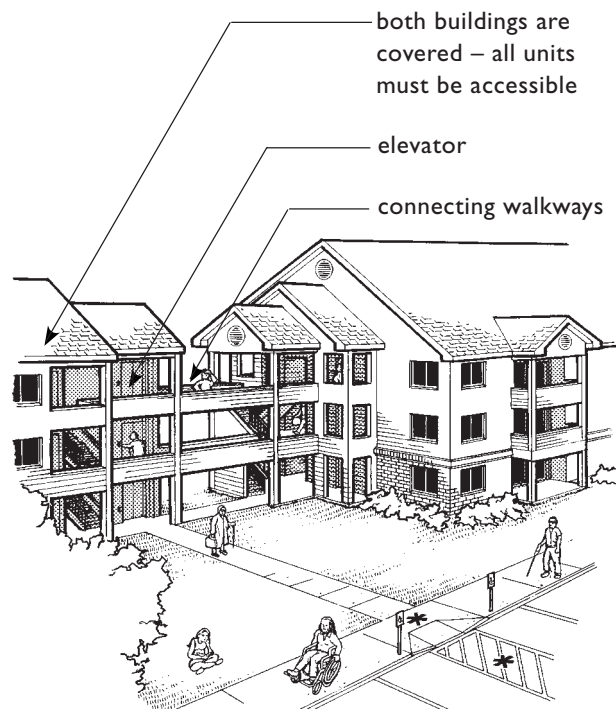 both buildings are
covered – all units
must be accessible
elevator
connecting walkways